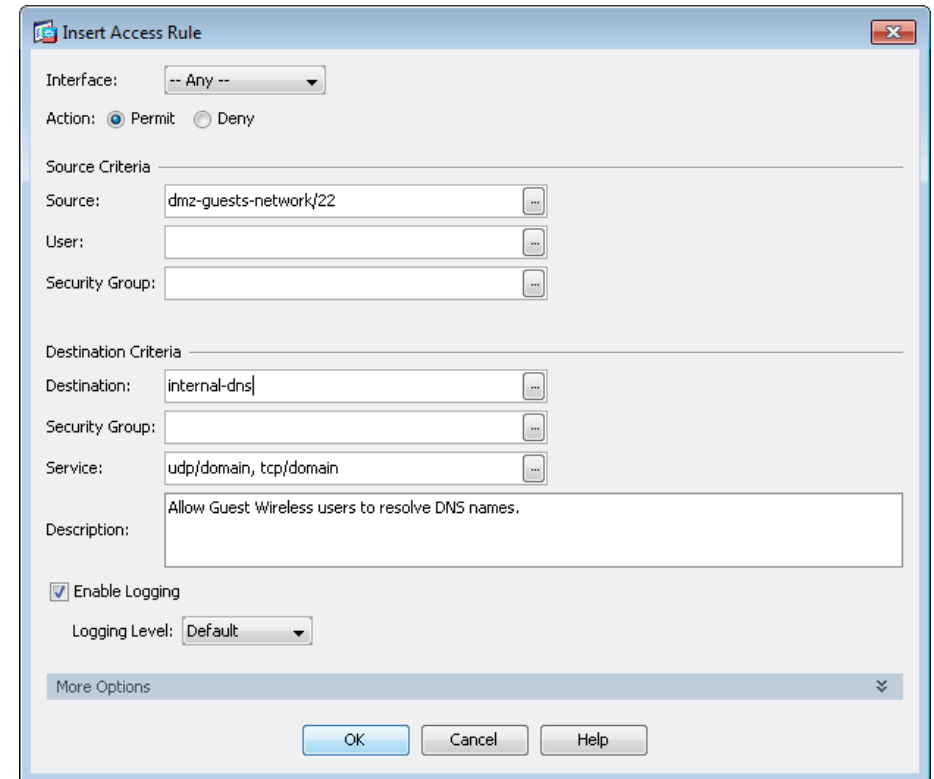 Insert Access Rule
Interface: -- Any --
Action: Permit Deny
Source Criteria
Source: dmz-guests-network/22 ...
User: ...
Security Group: ...
Destination Criteria
Destination: internal-dns ...
Security Group: ...
Service: udp/domain, tcp/domain ...
Allow Guest Wireless users to resolve DNS names.
Description:
Enable Logging
Logging Level: Default
More Options
OK Cancel Help